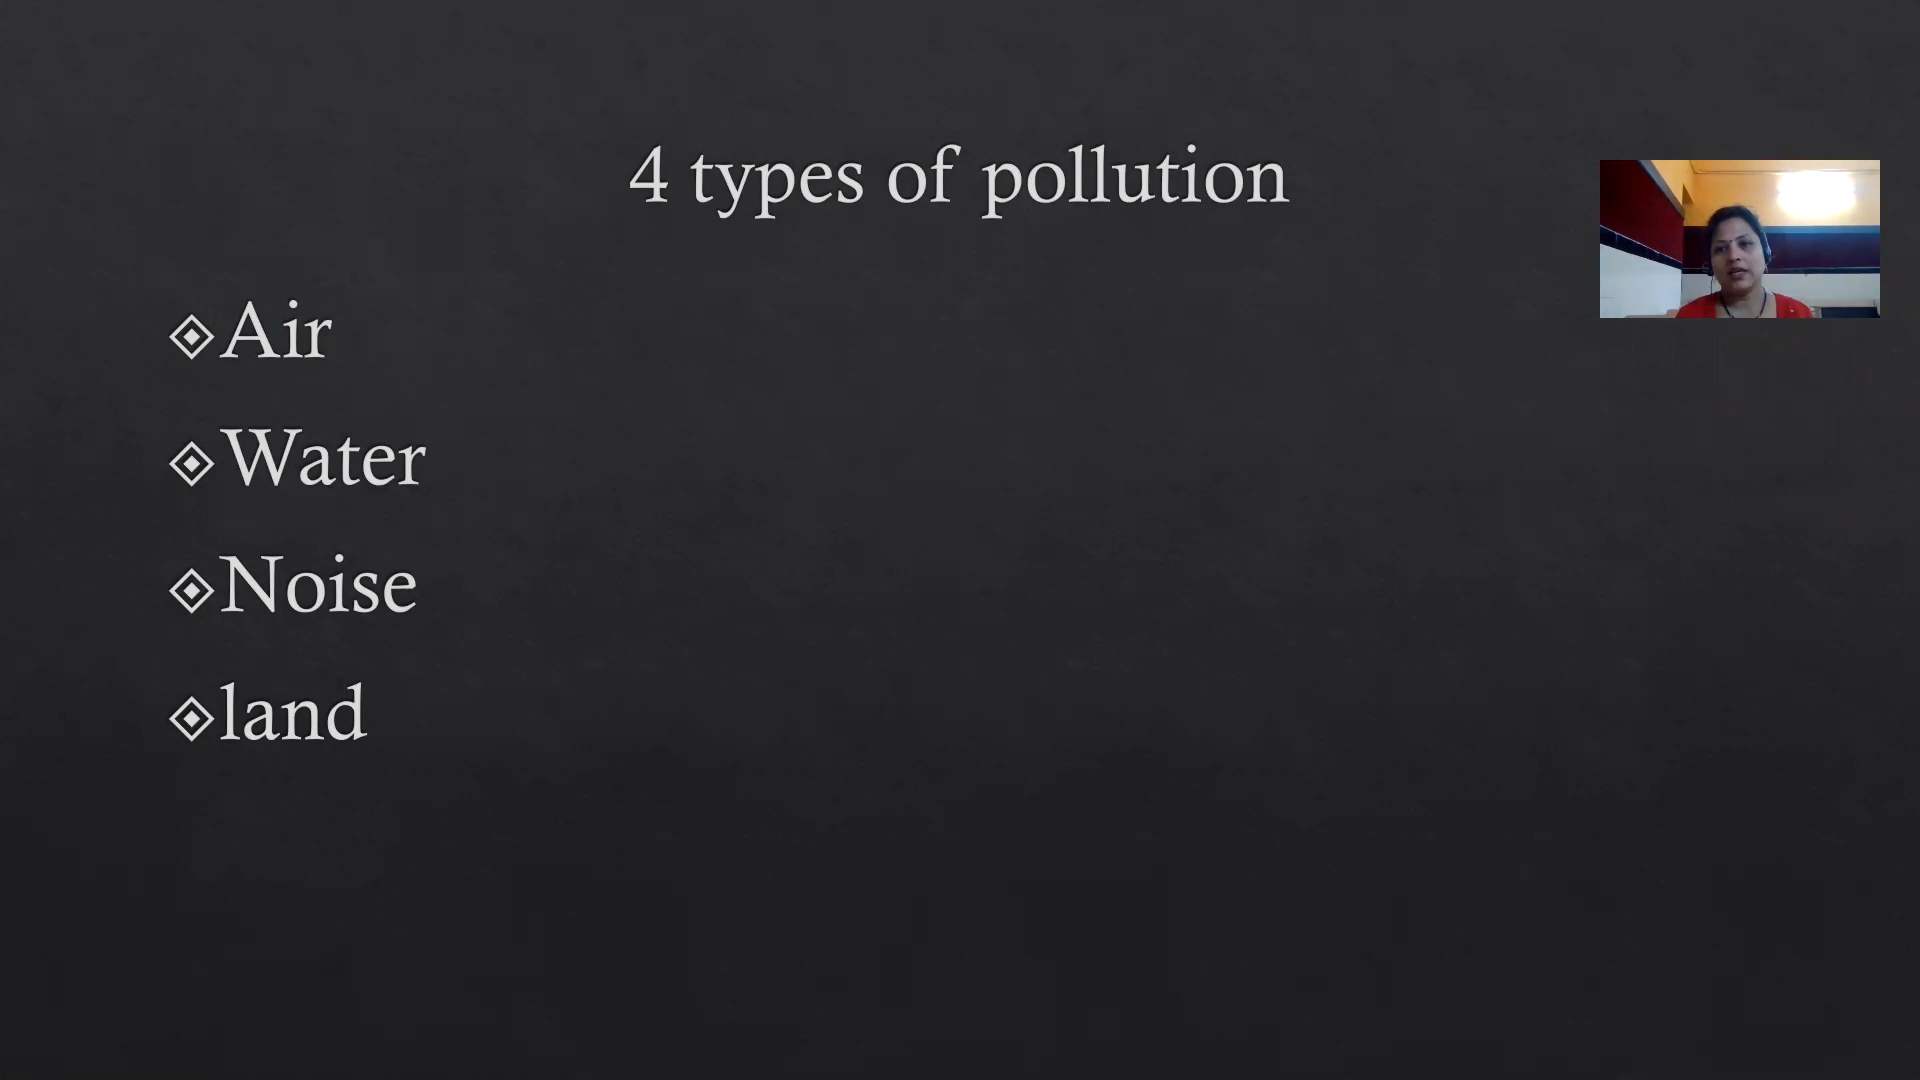 4 types of pollution
Air
Water
Noise
land